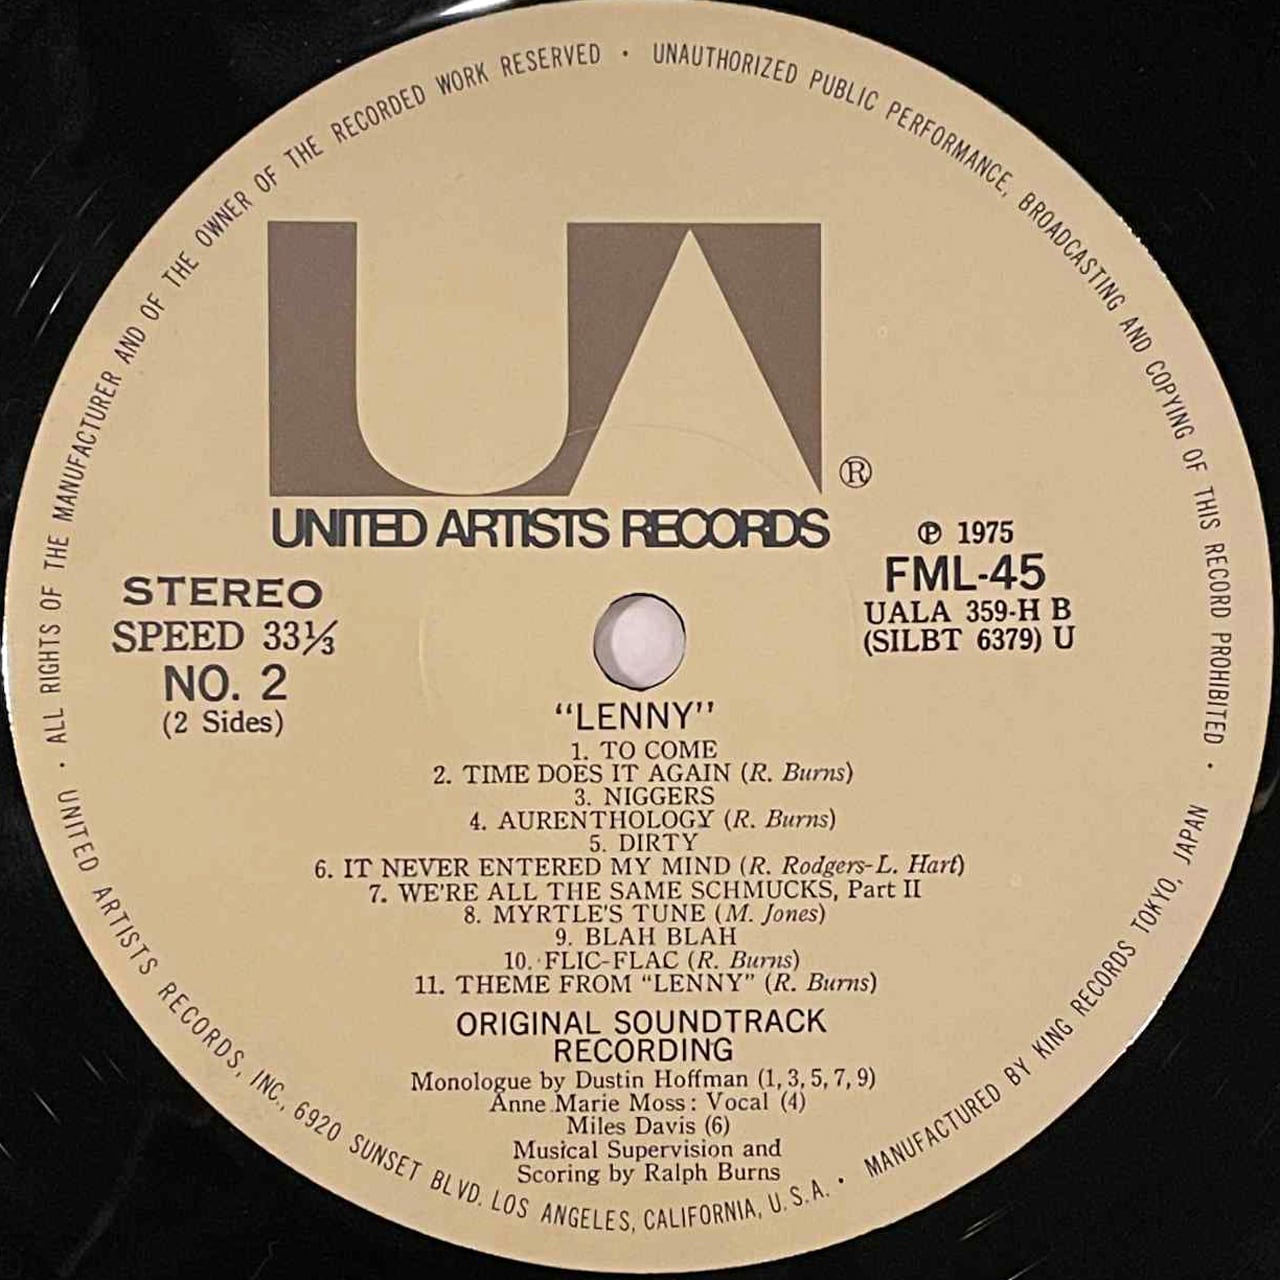 ALL RIGHTS OF THE MANUFACTURER AND OF THE OWNER OF THE RECORDED WORK RESERVED · UNAUTHORIZED PUBLIC PERFORMANCE, BROADCASTING AND COPYING OF THIS RECORD PROHIBITED ·
UA
®
UNITED ARTISTS RECORDS
STEREO
SPEED 33⅓
NO. 2
(2 Sides)
℗ 1975
FML-45
UALA 359-H B
(SILBT 6379) U
"LENNY"
1. TO COME
2. TIME DOES IT AGAIN (R. Burns)
3. NIGGERS
4. AURENTHOLOGY (R. Burns)
5. DIRTY
6. IT NEVER ENTERED MY MIND (R. Rodgers-L. Hart)
7. WE'RE ALL THE SAME SCHMUCKS, Part II
8. MYRTLE'S TUNE (M. Jones)
9. BLAH BLAH
10. FLIC-FLAC (R. Burns)
11. THEME FROM "LENNY" (R. Burns)
ORIGINAL SOUNDTRACK
RECORDING
Monologue by Dustin Hoffman (1, 3, 5, 7, 9)
Anne Marie Moss: Vocal (4)
Miles Davis (6)
Musical Supervision and
Scoring by Ralph Burns
· UNITED ARTISTS RECORDS, INC., 6920 SUNSET BLVD. LOS ANGELES, CALIFORNIA, U.S.A. · MANUFACTURED BY KING RECORDS TOKYO, JAPAN